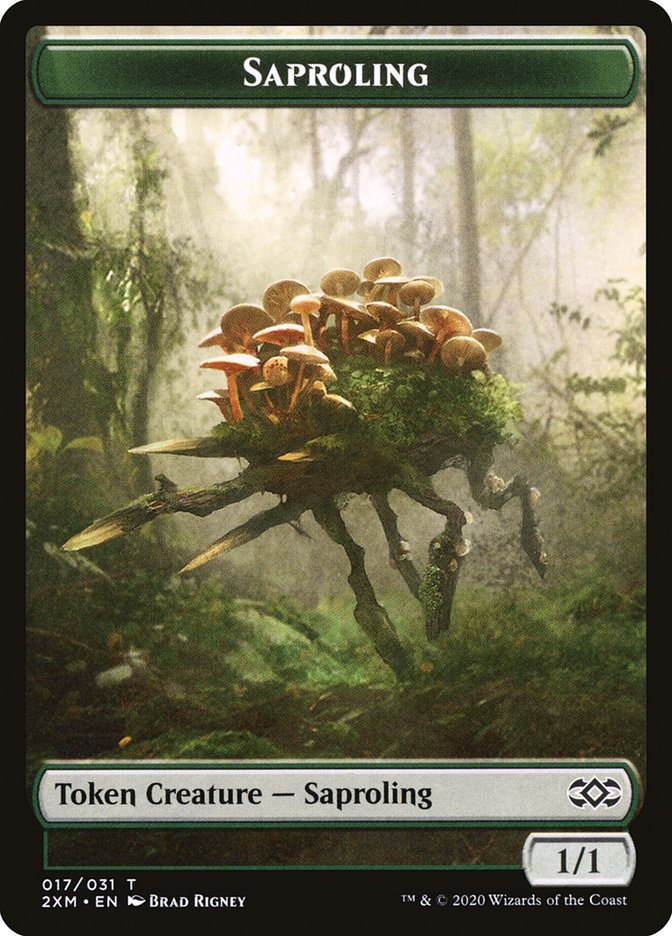 Saproling
Token Creature — Saproling
1/1
017/031 T
2XM • EN Brad Rigney
™ & © 2020 Wizards of the Coast